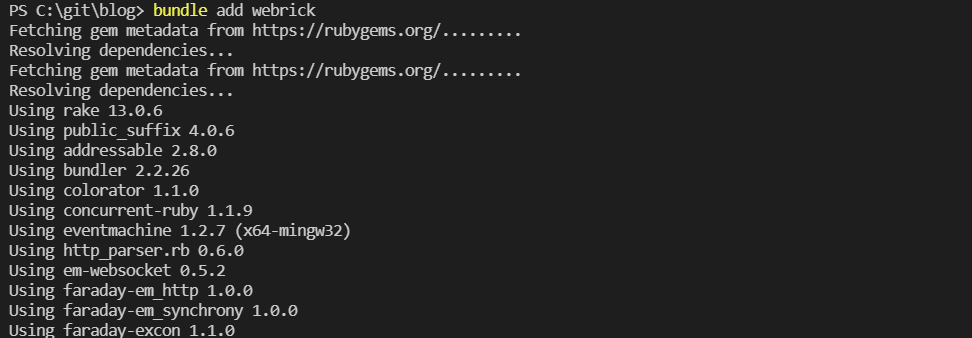 PS C:\git\blog> bundle add webrick
Fetching gem metadata from https://rubygems.org/.........
Resolving dependencies...
Fetching gem metadata from https://rubygems.org/.........
Resolving dependencies...
Using rake 13.0.6
Using public_suffix 4.0.6
Using addressable 2.8.0
Using bundler 2.2.26
Using colorator 1.1.0
Using concurrent-ruby 1.1.9
Using eventmachine 1.2.7 (x64-mingw32)
Using http_parser.rb 0.6.0
Using em-websocket 0.5.2
Using faraday-em_http 1.0.0
Using faraday-em_synchrony 1.0.0
Using faraday-excon 1.1.0